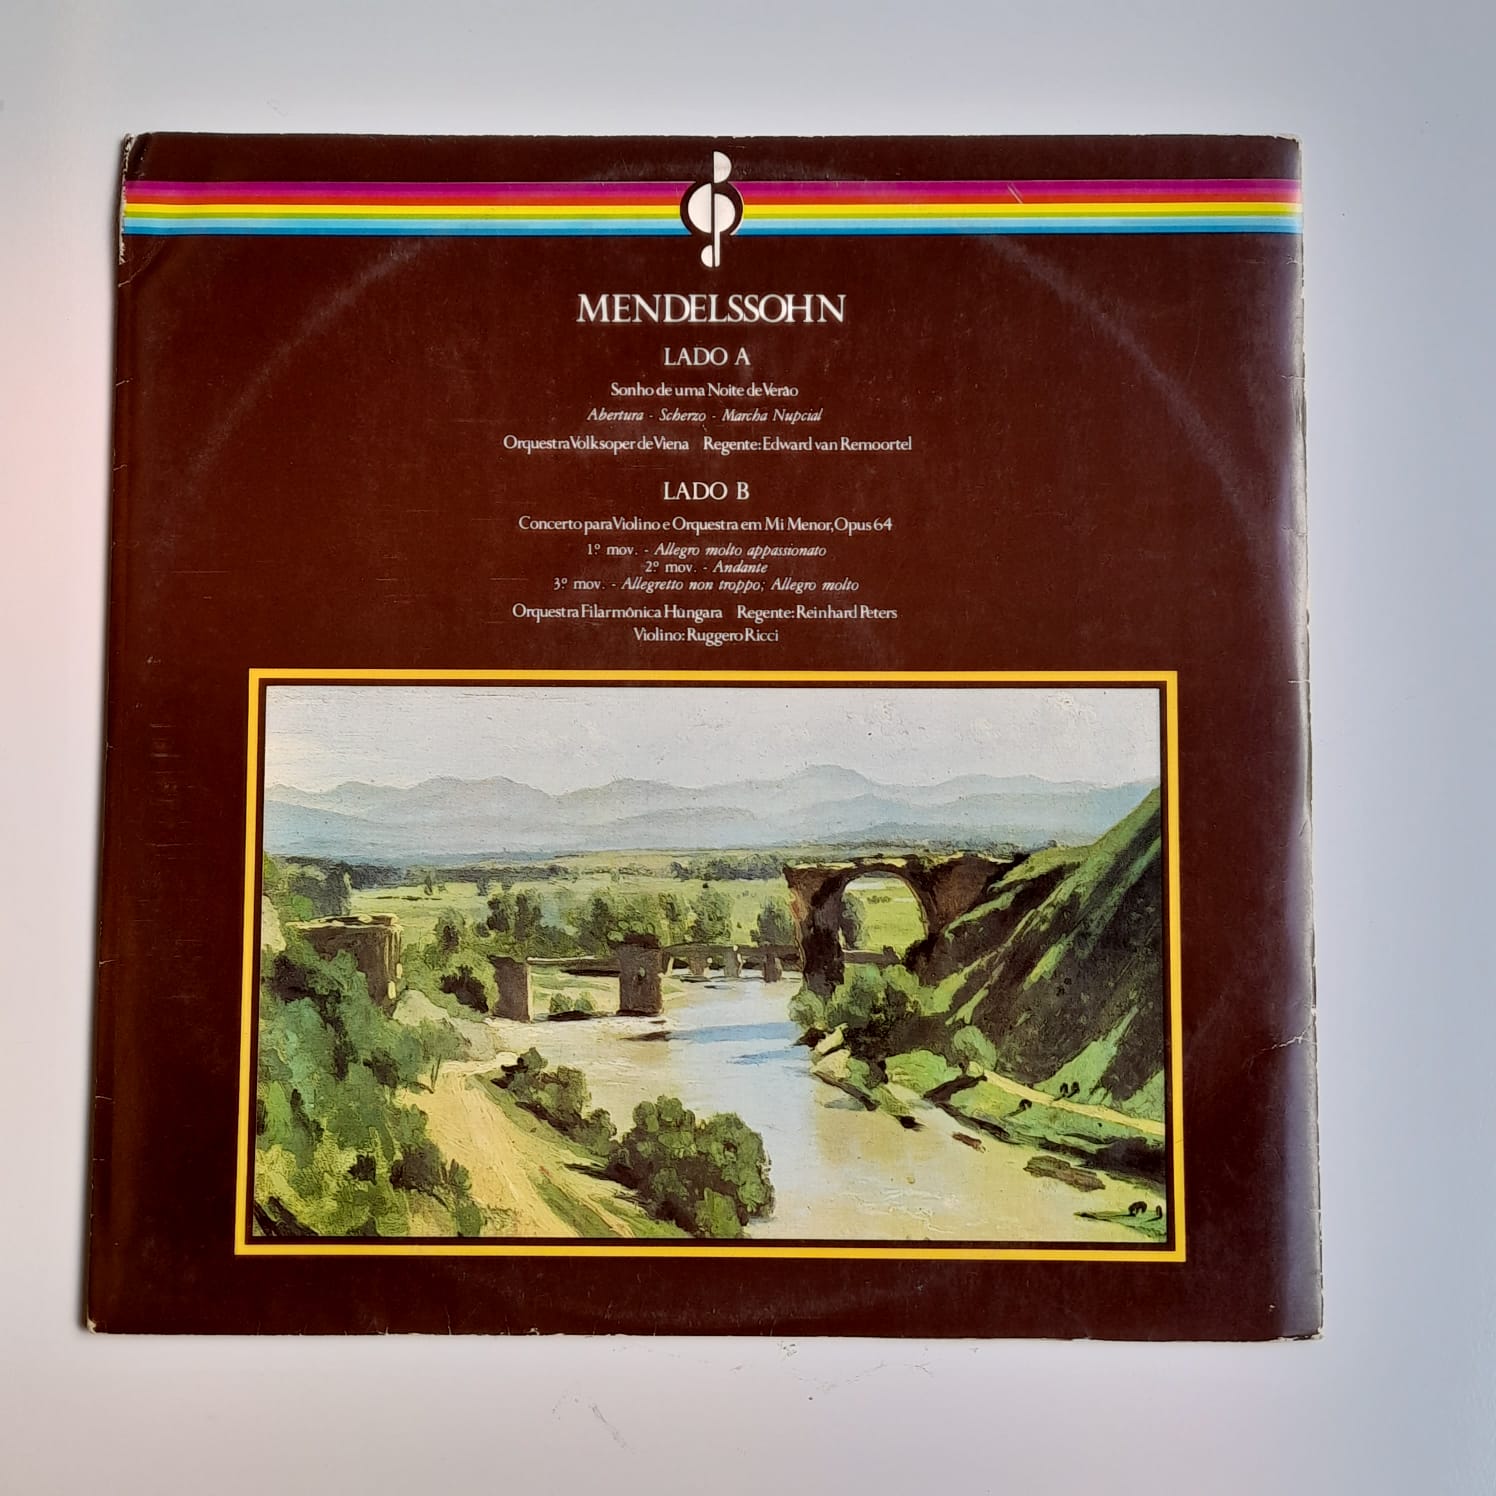 MENDELSSOHN
LADO A
Sonho de uma Noite de Verão
Abertura - Scherzo - Marcha Nupcial
Orquestra Volksoper de Viena Regente: Edward van Remoortel
LADO B
Concerto para Violino e Orquestra em Mi Menor, Opus 64
1º mov. - Allegro molto appassionato
2º mov. - Andante
3º mov. - Allegretto non troppo; Allegro molto
Orquestra Filarmônica Húngara Regente: Reinhard Peters
Violino: Ruggero Ricci